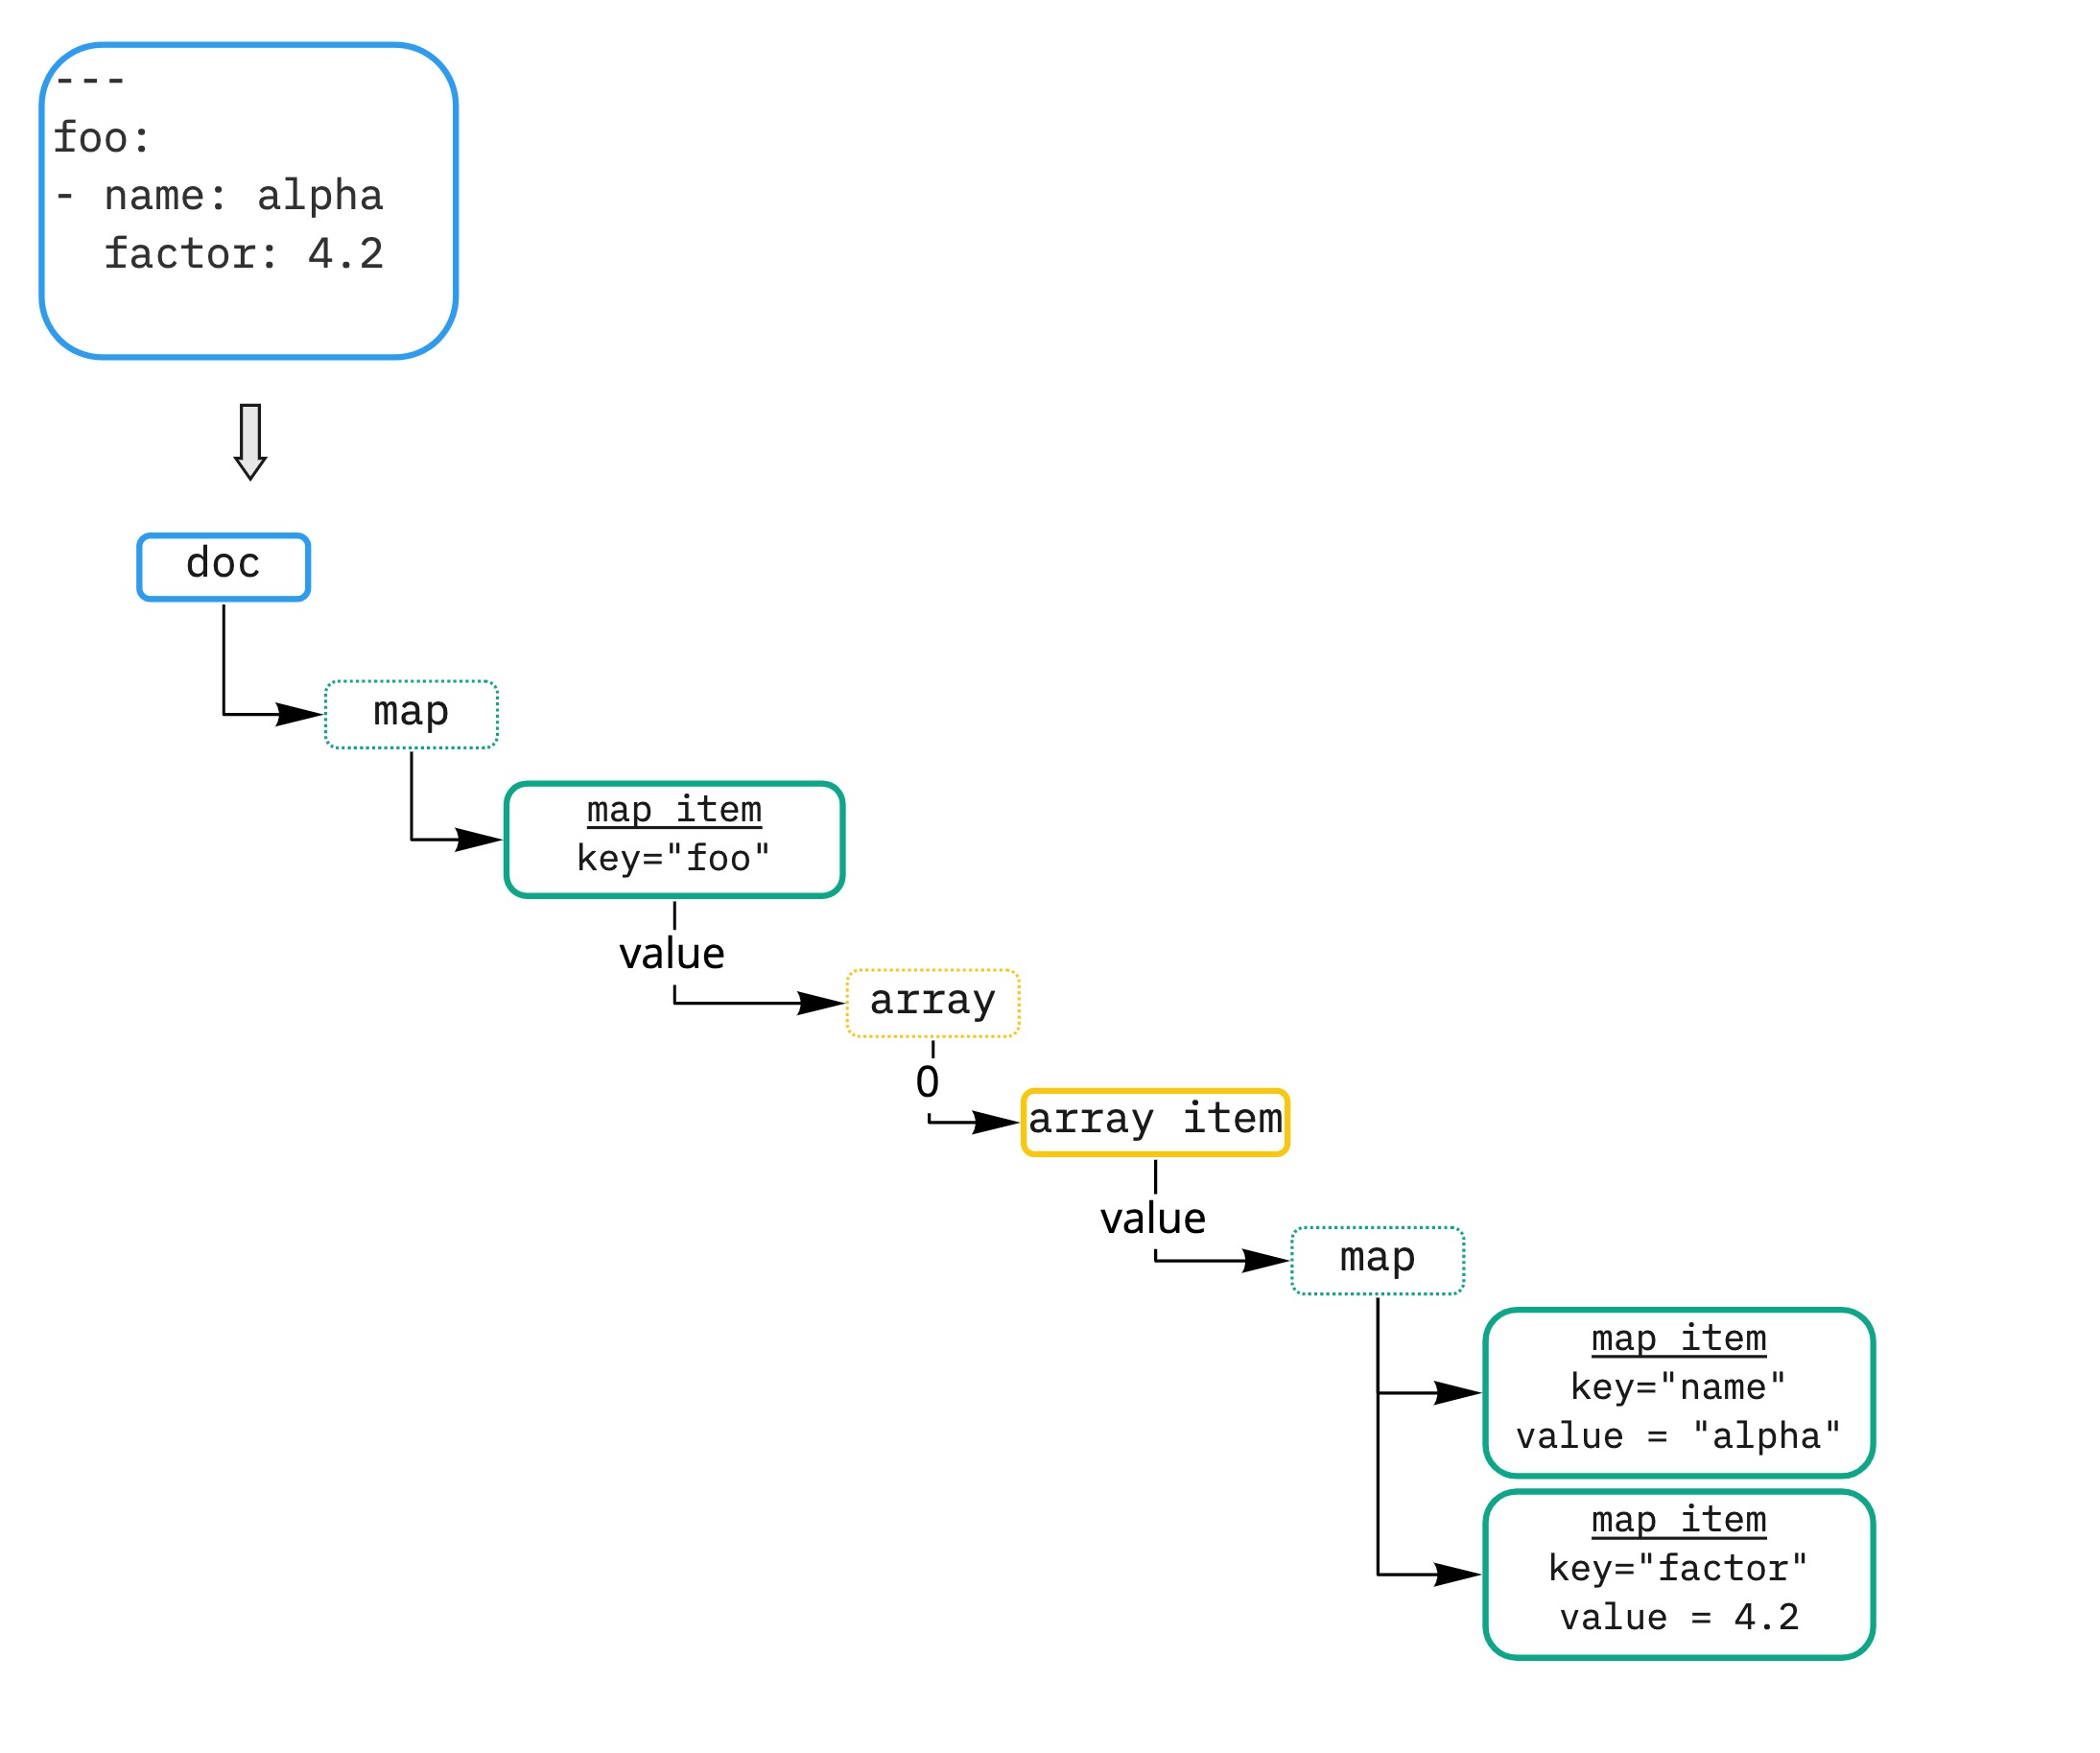 ---
foo:
- name: alpha
  factor: 4.2
doc
map
map item
key="foo"
value
array
0
array item
value
map
map item
key="name"
value = "alpha"
map item
key="factor"
value = 4.2